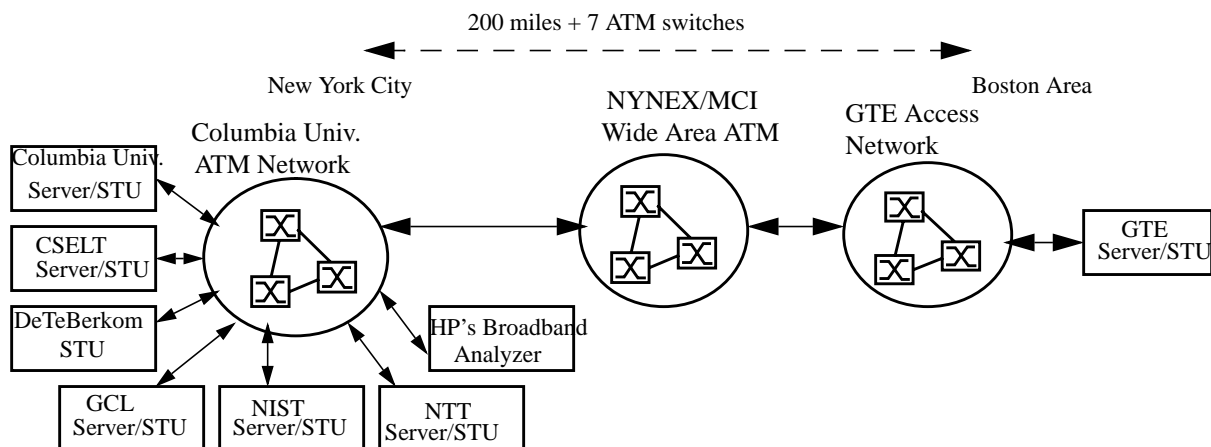 200 miles + 7 ATM switches
New York City
Boston Area
Columbia Univ.
ATM Network
NYNEX/MCI
Wide Area ATM
GTE Access
Network
Columbia Univ.
Server/STU
CSELT
Server/STU
DeTeBerkom
STU
GCL
Server/STU
NIST
Server/STU
NTT
Server/STU
HP's Broadband
Analyzer
GTE
Server/STU